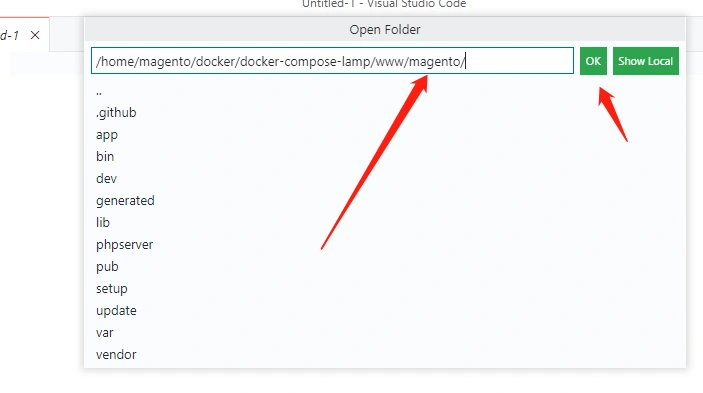 Untitled-1 - Visual Studio Code
d-1 ×
Open Folder
/home/magento/docker/docker-compose-lamp/www/magento/
OK
Show Local
..
.github
app
bin
dev
generated
lib
phpserver
pub
setup
update
var
vendor